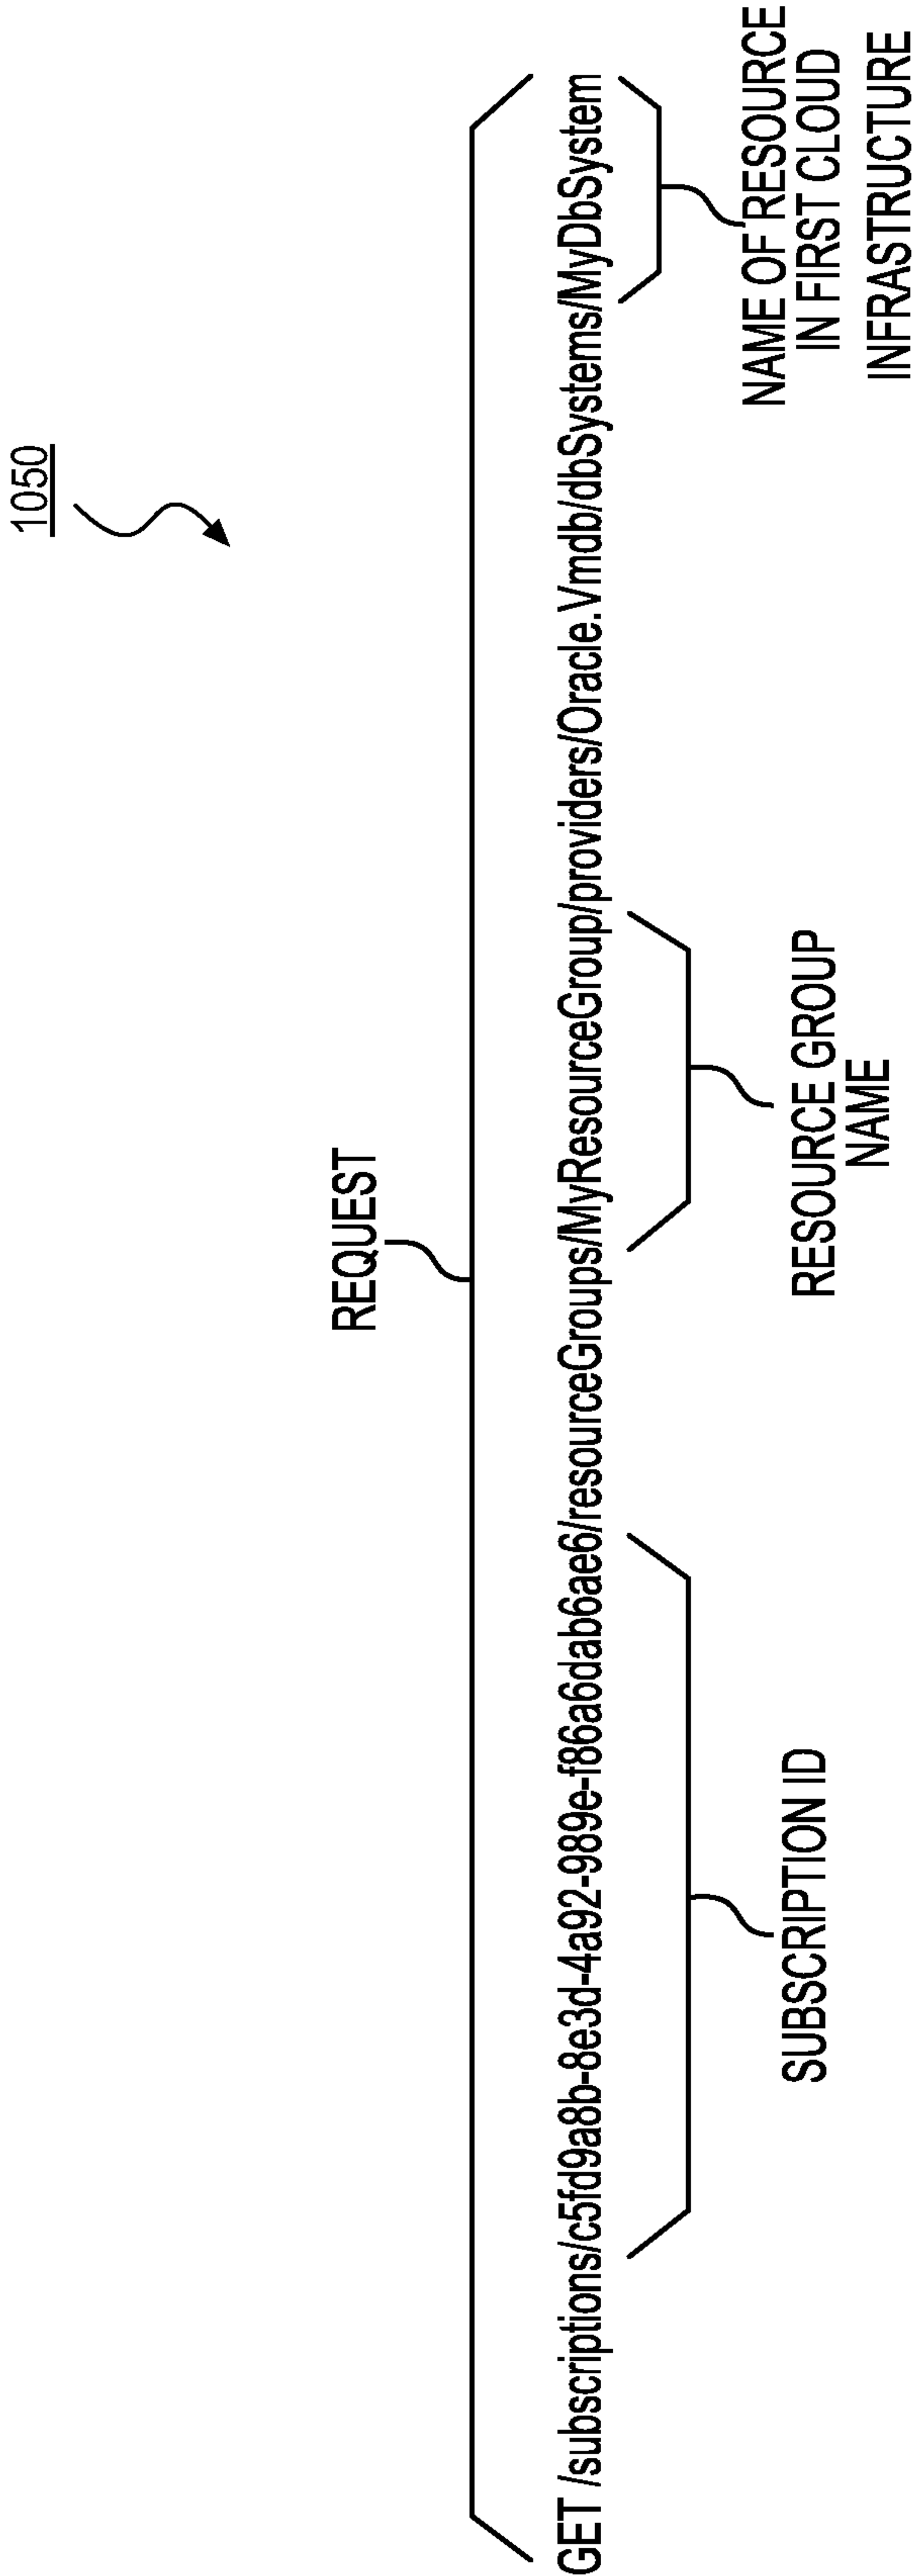 1050
REQUEST
GET /subscriptions/c5fd9a8b-8e3d-4a92-989e-f86a6dab6ae6/resourceGroups/MyResourceGroup/providers/Oracle.Vmdb/dbSystems/MyDbSystem
SUBSCRIPTION ID
RESOURCE GROUP
NAME
NAME OF RESOURCE
IN FIRST CLOUD
INFRASTRUCTURE